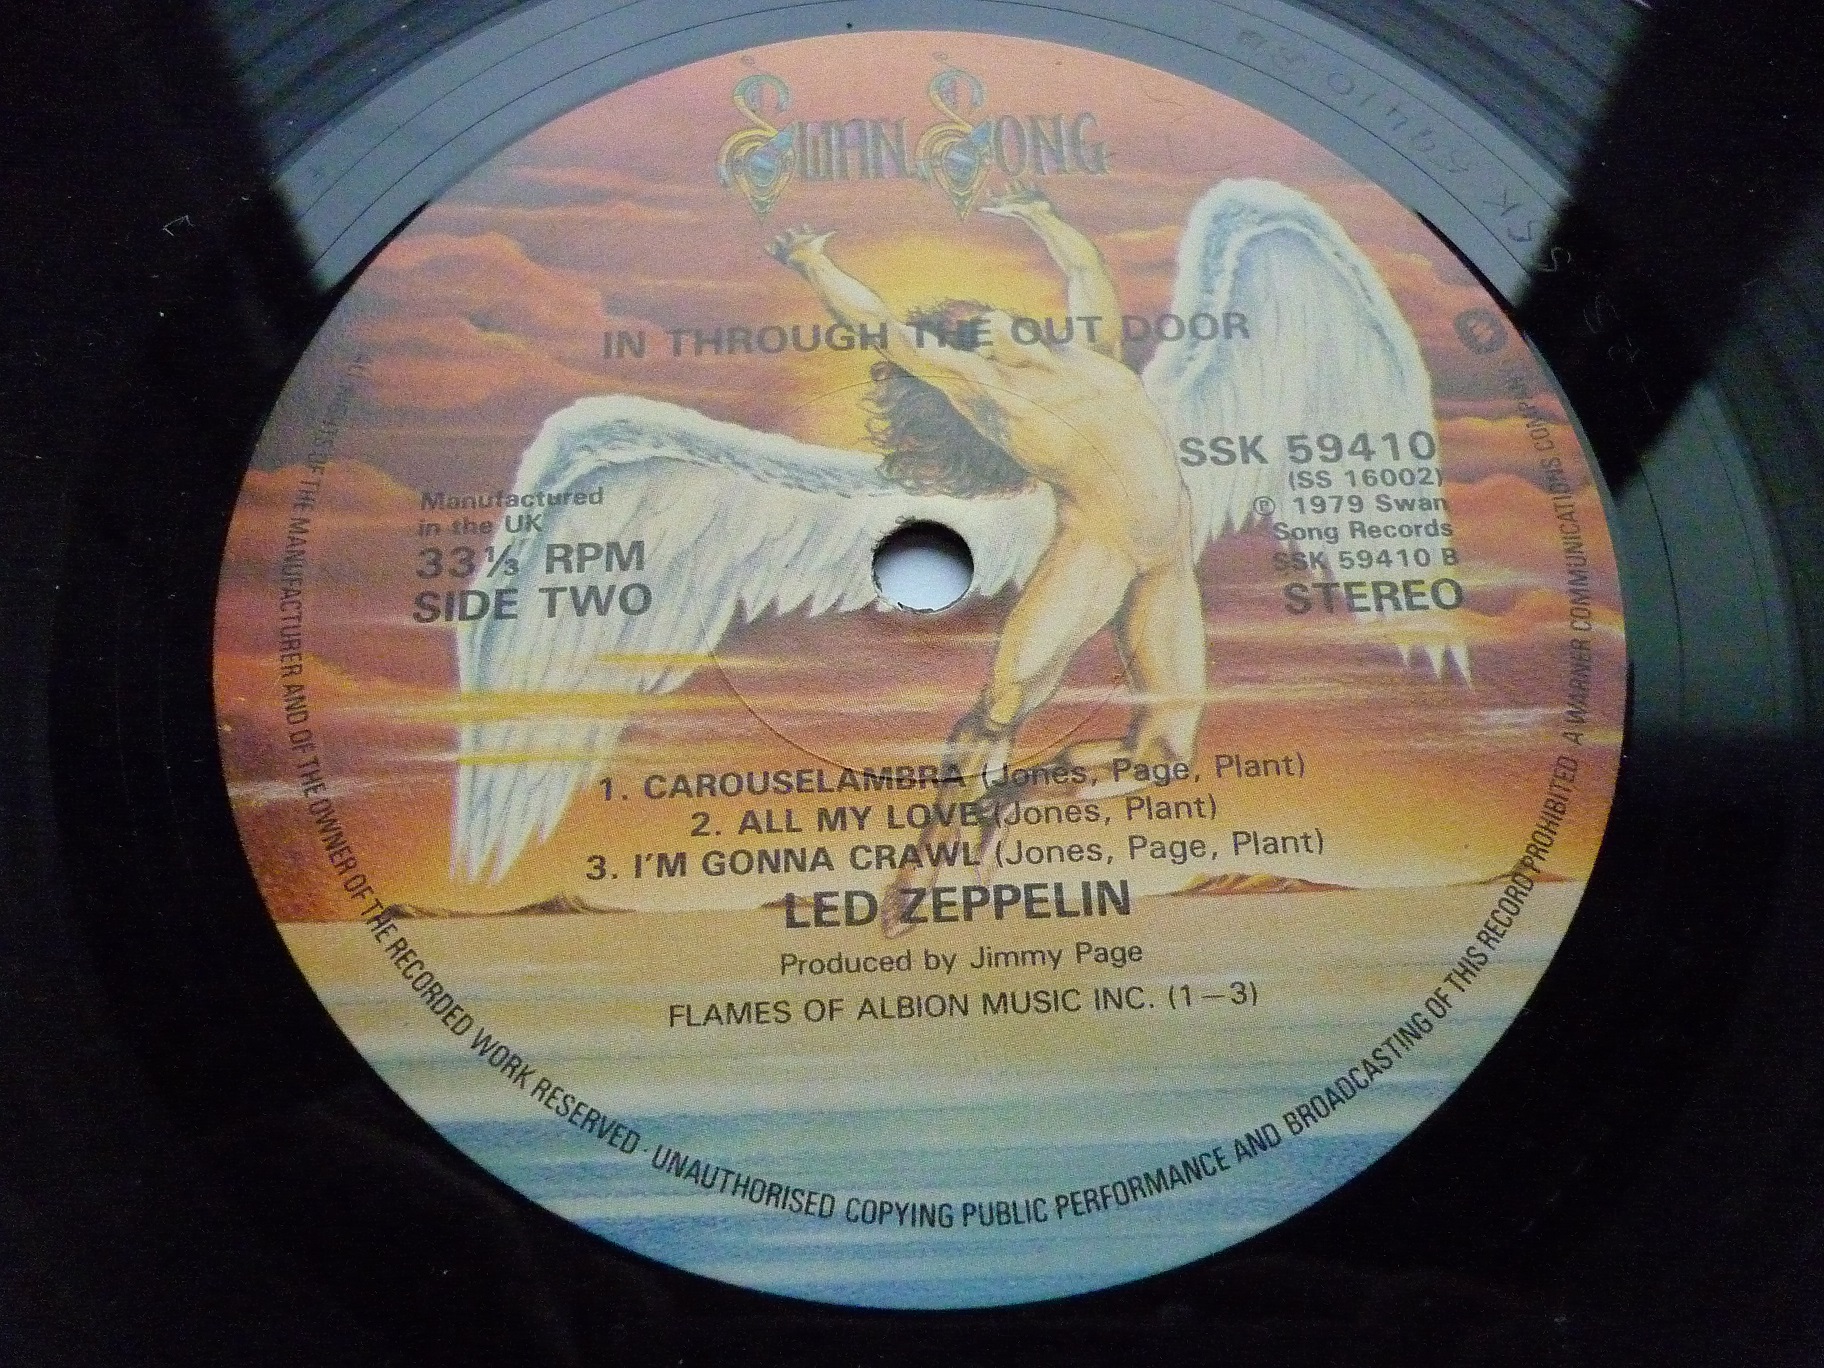 SWAN SONG
IN THROUGH THE OUT DOOR
Manufactured
in the UK
33⅓ RPM
SIDE TWO
SSK 59410
(SS 16002)
℗ 1979 Swan
Song Records
SSK 59410 B
STEREO
1. CAROUSELAMBRA (Jones, Page, Plant)
2. ALL MY LOVE (Jones, Plant)
3. I'M GONNA CRAWL (Jones, Page, Plant)
LED ZEPPELIN
Produced by Jimmy Page
FLAMES OF ALBION MUSIC INC. (1—3)
ALL RIGHTS OF THE MANUFACTURER AND OF THE OWNER OF THE RECORDED WORK RESERVED · UNAUTHORISED COPYING PUBLIC PERFORMANCE AND BROADCASTING OF THIS RECORD PROHIBITED A WARNER COMMUNICATIONS COMPANY